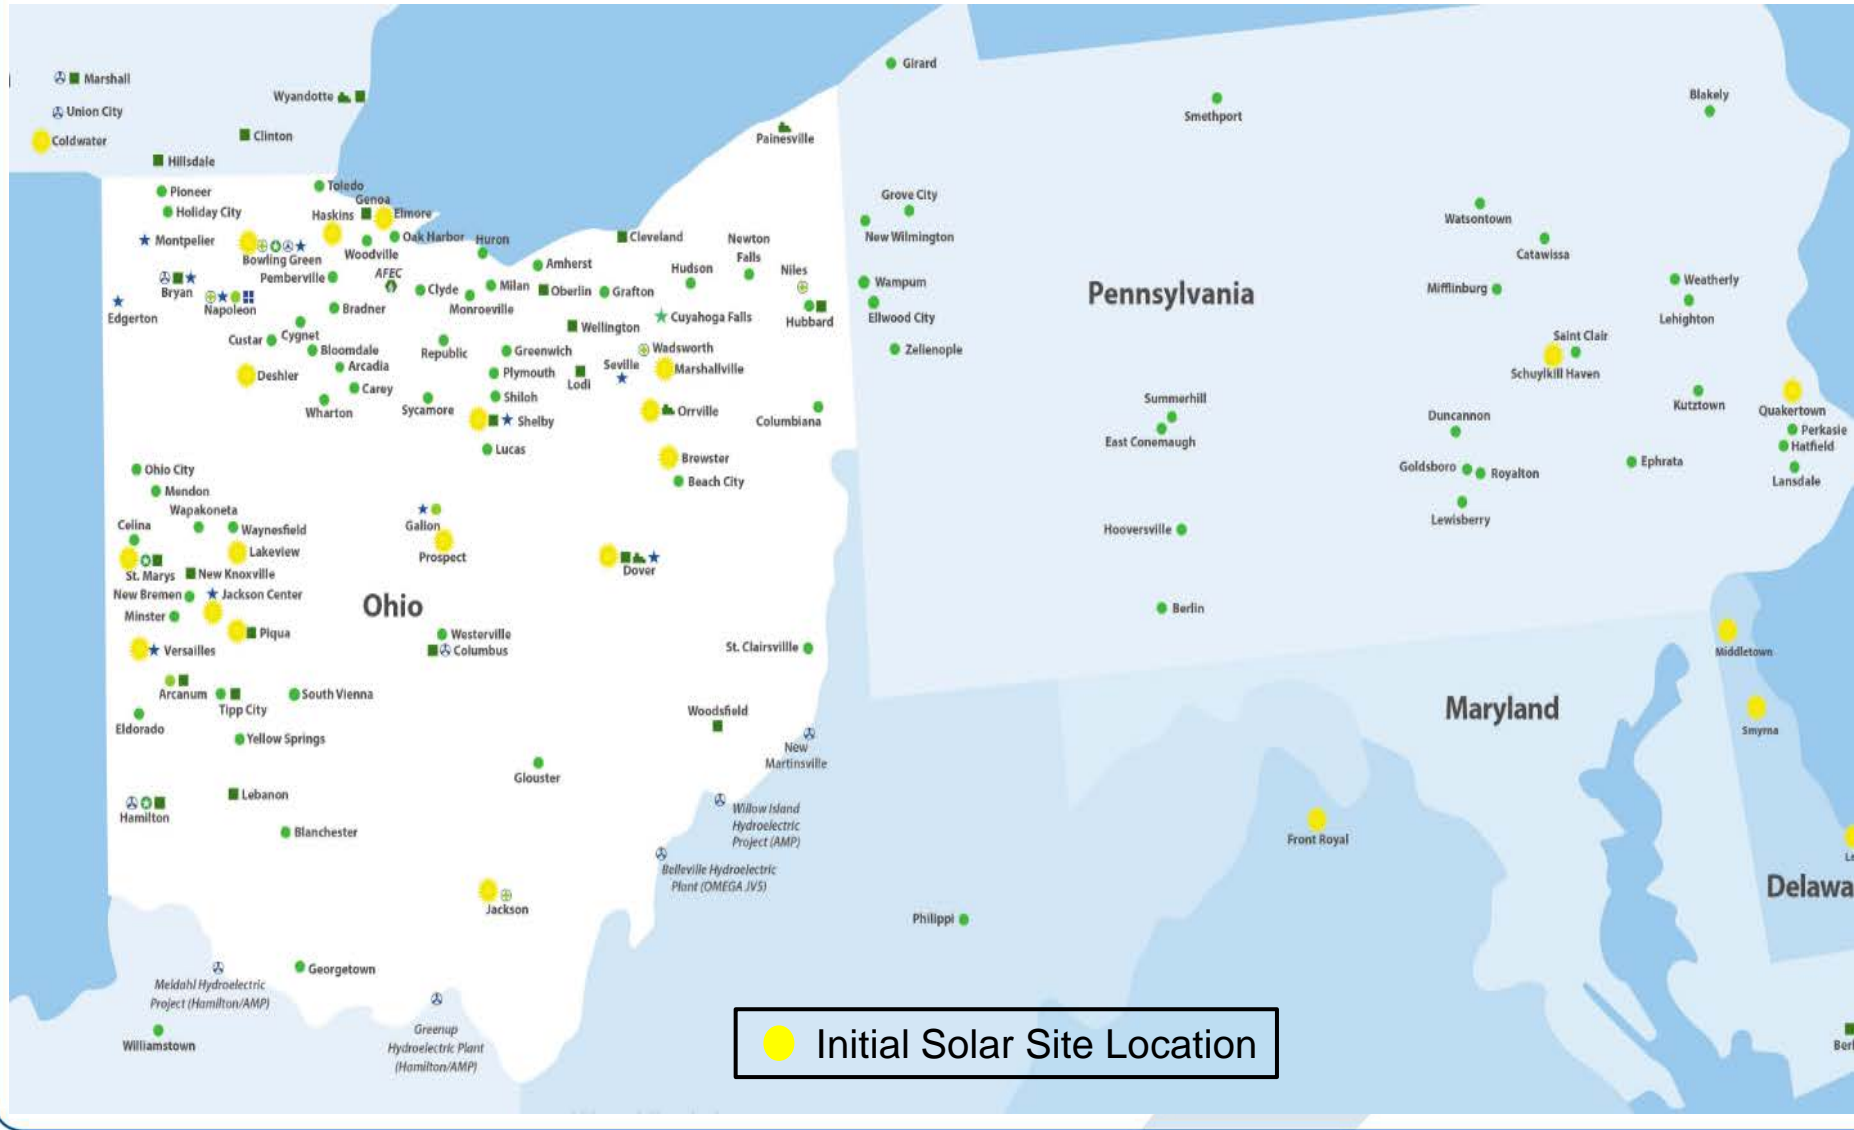 Marshall
Union City
Coldwater
Wyandotte
Clinton
Hillsdale
Pioneer
Holiday City
Montpelier
Toledo
Genoa
Haskins
Elmore
Bowling Green
Woodville
Oak Harbor
Huron
Painesville
Girard
Smethport
Blakely
Bryan
Napoleon
Edgerton
Pemberville
AFEC
Clyde
Milan
Monroeville
Amherst
Oberlin
Grafton
Cleveland
Hudson
Newton
Falls
Niles
Hubbard
Cuyahoga Falls
Wellington
Bradner
Custar
Cygnet
Bloomdale
Arcadia
Carey
Deshler
Wharton
Republic
Sycamore
Greenwich
Plymouth
Shiloh
Shelby
Lucas
Lodi
Seville
Wadsworth
Marshallville
Orrville
Columbiana
Brewster
Beach City
Grove City
New Wilmington
Wampum
Ellwood City
Zelienople
Pennsylvania
Watsontown
Catawissa
Mifflinburg
Weatherly
Lehighton
Saint Clair
Schuylkill Haven
Kutztown
Quakertown
Perkasie
Hatfield
Lansdale
Summerhill
East Conemaugh
Duncannon
Goldsboro
Royalton
Ephrata
Lewisberry
Hooversville
Berlin
Ohio City
Mendon
Wapakoneta
Celina
Waynesfield
Lakeview
St. Marys
New Knoxville
New Bremen
Jackson Center
Minster
Piqua
Versailles
Galion
Prospect
Dover
Ohio
Westerville
Columbus
St. Clairsvillle
Arcanum
Tipp City
South Vienna
Eldorado
Yellow Springs
Woodsfield
New
Martinsville
Glouster
Hamilton
Lebanon
Blanchester
Willow Island
Hydroelectric
Project (AMP)
Belleville Hydroelectric
Plant (OMEGA JV5)
Jackson
Georgetown
Meldahl Hydroelectric
Project (Hamilton/AMP)
Greenup
Hydroelectric Plant
(Hamilton/AMP)
Williamstown
Philippi
Front Royal
Maryland
Middletown
Smyrna
Delawa
Le
Berl
Initial Solar Site Location